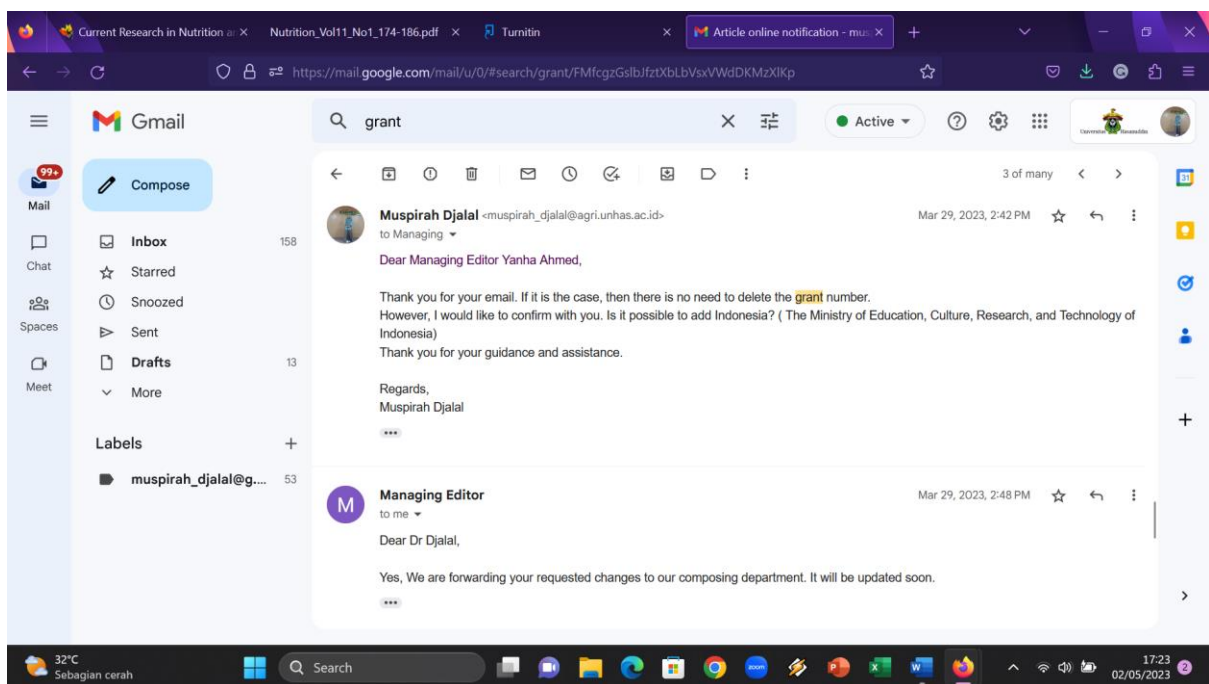 Current Research in Nutrition an
Nutrition_Vol11_No1_174-186.pdf
Turnitin
Article online notification - mus
https://mail.google.com/mail/u/0/#search/grant/FMfcgzGslbJfztXbLbVsxVWdDKMzXlKp
Gmail
grant
Active
99+
Mail
Chat
Spaces
Meet
Compose
Inbox 158
Starred
Snoozed
Sent
Drafts 13
More
Labels
muspirah_djalal@g.... 53
3 of many
31
Muspirah Djalal <muspirah_djalal@agri.unhas.ac.id>
Mar 29, 2023, 2:42 PM
to Managing
Dear Managing Editor Yanha Ahmed,
Thank you for your email. If it is the case, then there is no need to delete the grant number.
However, I would like to confirm with you. Is it possible to add Indonesia? ( The Ministry of Education, Culture, Research, and Technology of
Indonesia)
Thank you for your guidance and assistance.
Regards,
Muspirah Djalal
M
Managing Editor
Mar 29, 2023, 2:48 PM
to me
Dear Dr Djalal,
Yes, We are forwarding your requested changes to our composing department. It will be updated soon.
32°C
Sebagian cerah
Search
zoom
17:23
02/05/2023
2